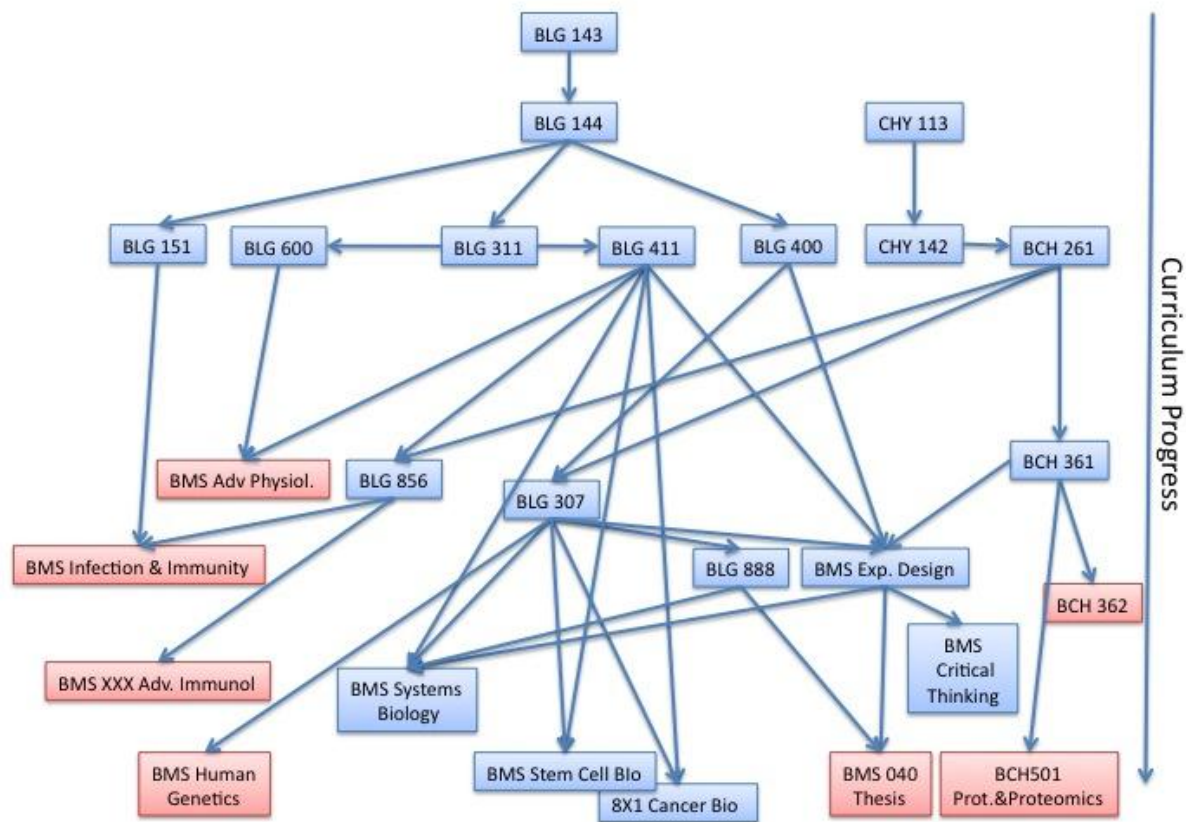 BLG 143
BLG 144
CHY 113
BLG 151
BLG 600
BLG 311
BLG 411
BLG 400
CHY 142
BCH 261
Curriculum Progress
BMS Adv Physiol.
BLG 856
BLG 307
BCH 361
BMS Infection & Immunity
BLG 888
BMS Exp. Design
BCH 362
BMS XXX Adv. Immunol
BMS Systems
Biology
BMS
Critical
Thinking
BMS Human
Genetics
BMS Stem Cell BIo
8X1 Cancer Bio
BMS 040
Thesis
BCH501
Prot.&Proteomics